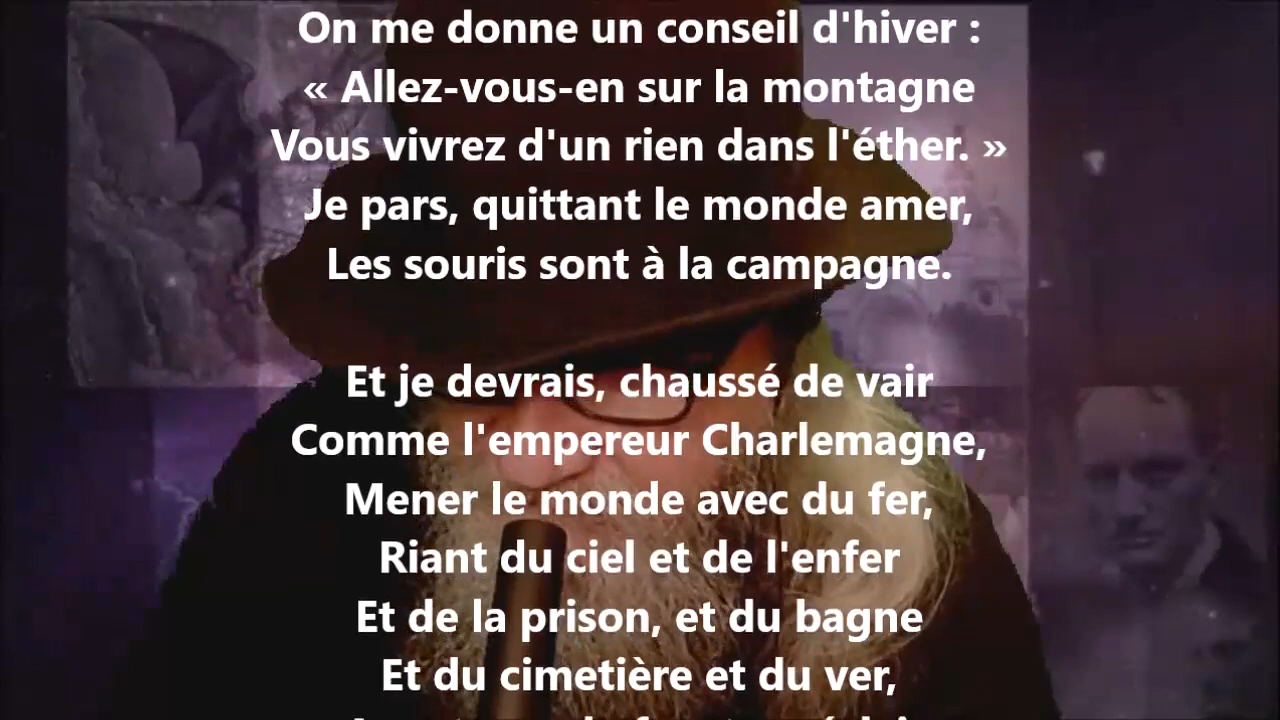 On me donne un conseil d'hiver :
« Allez-vous-en sur la montagne
Vous vivrez d'un rien dans l'éther. »
Je pars, quittant le monde amer,
Les souris sont à la campagne.
Et je devrais, chaussé de vair
Comme l'empereur Charlemagne,
Mener le monde avec du fer,
Riant du ciel et de l'enfer
Et de la prison, et du bagne
Et du cimetière et du ver,